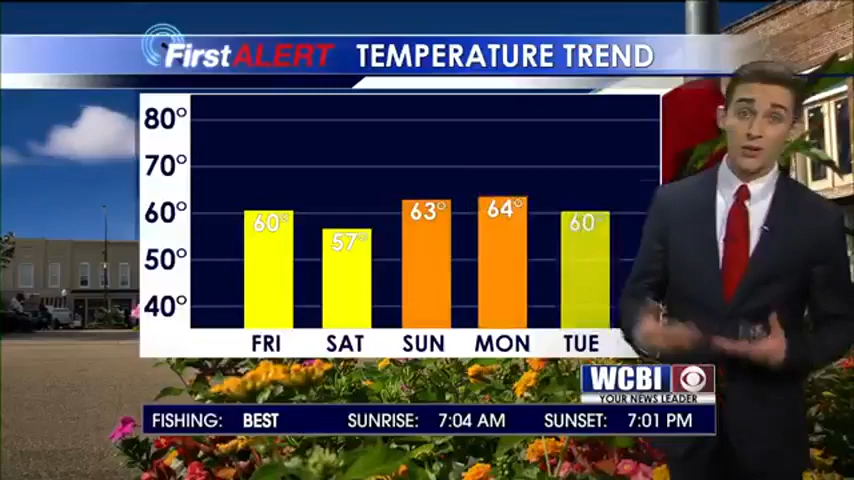 FirstALERT TEMPERATURE TREND
80°
70°
60°
50°
40°
60°
57°
63°
64°
60
FRI SAT SUN MON TUE
WCBI
YOUR NEWS LEADER
FISHING: BEST SUNRISE: 7:04 AM SUNSET: 7:01 PM